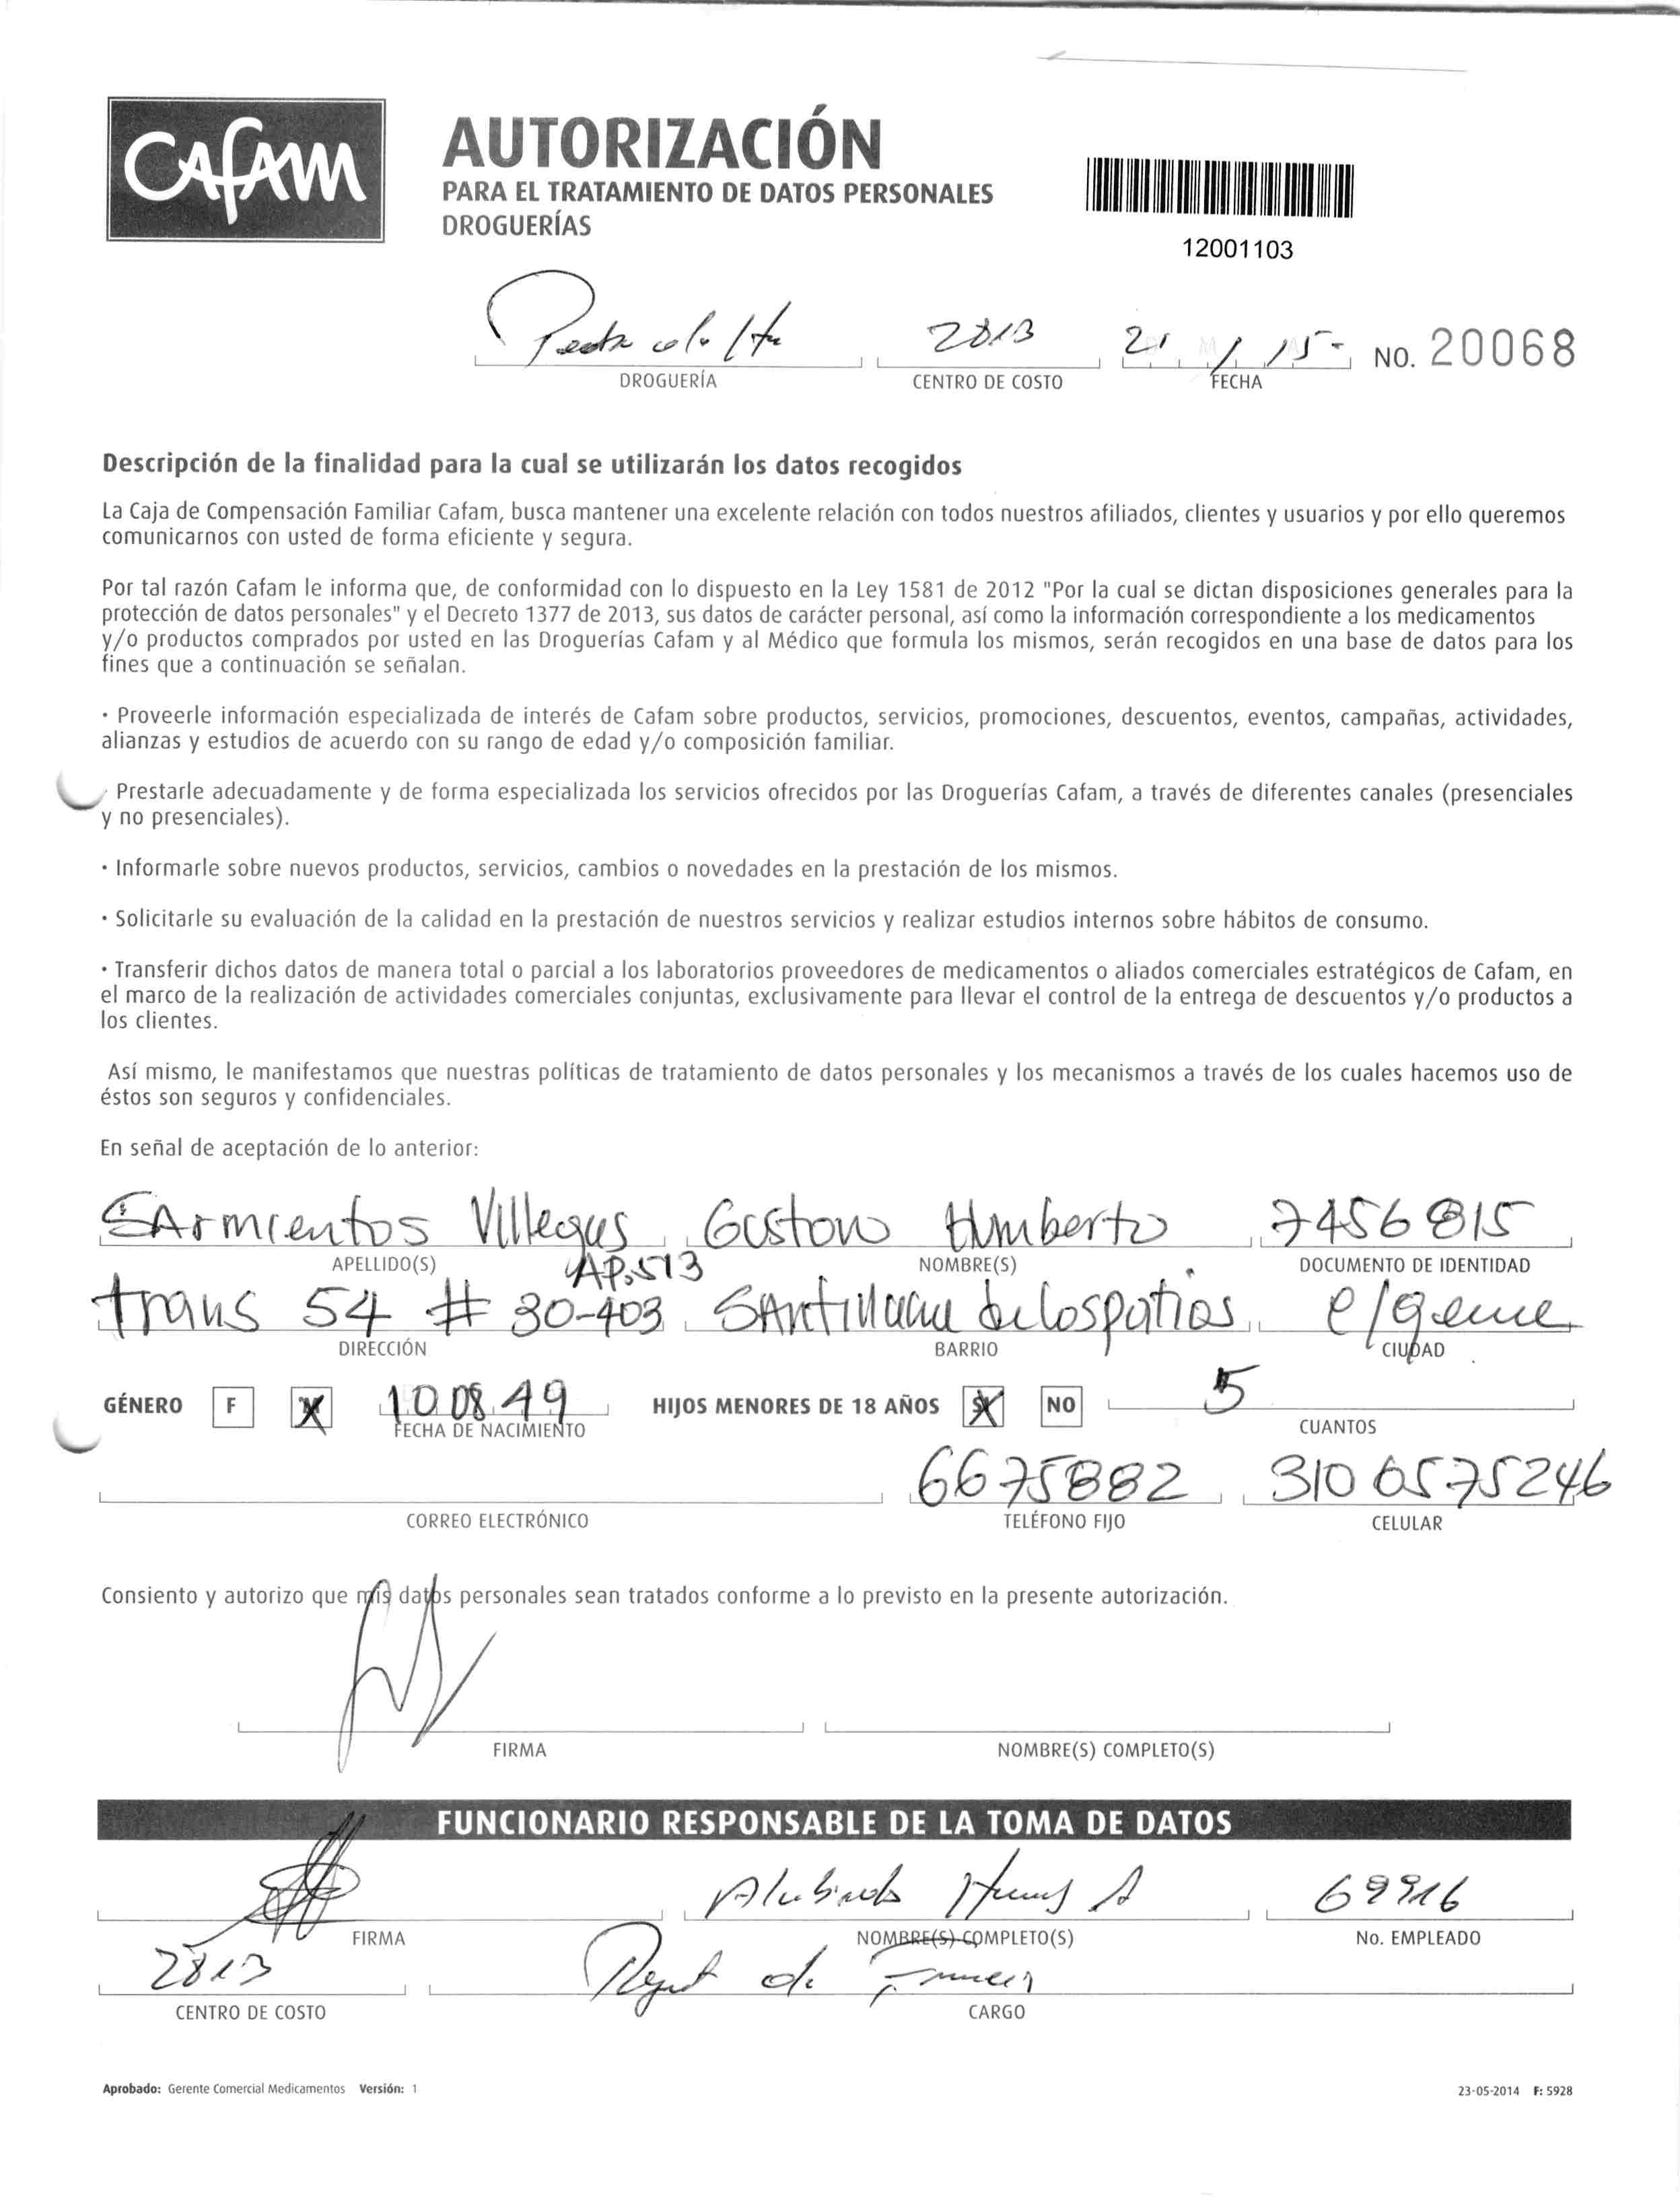 CAFAM
AUTORIZACIÓN
PARA EL TRATAMIENTO DE DATOS PERSONALES
DROGUERÍAS
12001103
2813 21 / 15- NO. 20068
DROGUERÍA CENTRO DE COSTO FECHA
Descripción de la finalidad para la cual se utilizarán los datos recogidos
La Caja de Compensación Familiar Cafam, busca mantener una excelente relación con todos nuestros afiliados, clientes y usuarios y por ello queremos
comunicarnos con usted de forma eficiente y segura.
Por tal razón Cafam le informa que, de conformidad con lo dispuesto en la Ley 1581 de 2012 "Por la cual se dictan disposiciones generales para la
protección de datos personales" y el Decreto 1377 de 2013, sus datos de carácter personal, así como la información correspondiente a los medicamentos
y/o productos comprados por usted en las Droguerías Cafam y al Médico que formula los mismos, serán recogidos en una base de datos para los
fines que a continuación se señalan.
• Proveerle información especializada de interés de Cafam sobre productos, servicios, promociones, descuentos, eventos, campañas, actividades,
alianzas y estudios de acuerdo con su rango de edad y/o composición familiar.
• Prestarle adecuadamente y de forma especializada los servicios ofrecidos por las Droguerías Cafam, a través de diferentes canales (presenciales
y no presenciales).
• Informarle sobre nuevos productos, servicios, cambios o novedades en la prestación de los mismos.
• Solicitarle su evaluación de la calidad en la prestación de nuestros servicios y realizar estudios internos sobre hábitos de consumo.
• Transferir dichos datos de manera total o parcial a los laboratorios proveedores de medicamentos o aliados comerciales estratégicos de Cafam, en
el marco de la realización de actividades comerciales conjuntas, exclusivamente para llevar el control de la entrega de descuentos y/o productos a
los clientes.
Así mismo, le manifestamos que nuestras políticas de tratamiento de datos personales y los mecanismos a través de los cuales hacemos uso de
éstos son seguros y confidenciales.
En señal de aceptación de lo anterior:
SArmientos Villegas Gustavo Humberto 7456815
APELLIDO(S) NOMBRE(S) DOCUMENTO DE IDENTIDAD
AP. 513
trans 54 # 30-403 SAntillana de los patios c/gena
DIRECCIÓN BARRIO CIUDAD
GÉNERO F M 10 08 49 HIJOS MENORES DE 18 AÑOS SI NO 5
FECHA DE NACIMIENTO CUANTOS
6675882 310 6575246
CORREO ELECTRÓNICO TELÉFONO FIJO CELULAR
Consiento y autorizo que mis datos personales sean tratados conforme a lo previsto en la presente autorización.
FIRMA NOMBRE(S) COMPLETO(S)
FUNCIONARIO RESPONSABLE DE LA TOMA DE DATOS
69916
FIRMA NOMBRE(S) COMPLETO(S) No. EMPLEADO
2813 de
CENTRO DE COSTO CARGO
Aprobado: Gerente Comercial Medicamentos Versión: 1 23-05-2014 F: 5928